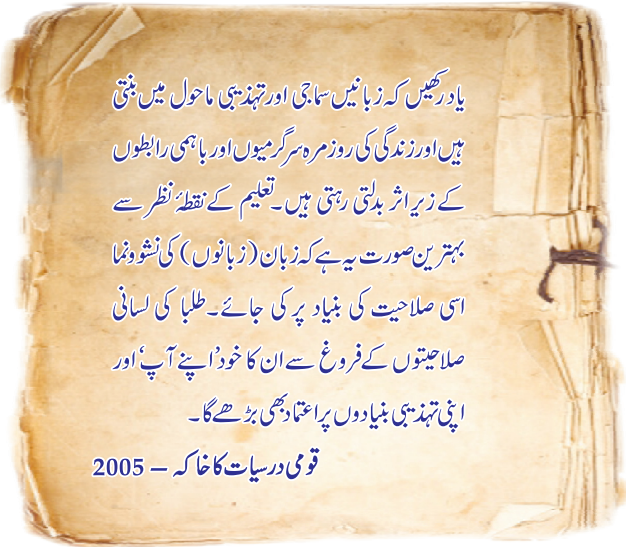 یاد رکھیں کہ زبانیں سماجی اور تہذیبی ماحول میں بنتی
ہیں اور زندگی کی روزمرہ سرگرمیوں اور باہمی رابطوں
کے زیر اثر بدلتی رہتی ہیں۔ تعلیم کے نقطۂ نظر سے
بہترین صورت یہ ہے کہ زبان (زبانوں) کی نشوونما
اسی صلاحیت کی بنیاد پر کی جائے۔ طلبا کی لسانی
صلاحیتوں کے فروغ سے ان کا خود ’اپنے آپ‘ اور
اپنی تہذیبی بنیادوں پر اعتماد بھی بڑھے گا۔
قومی درسیات کا خاکہ – 2005